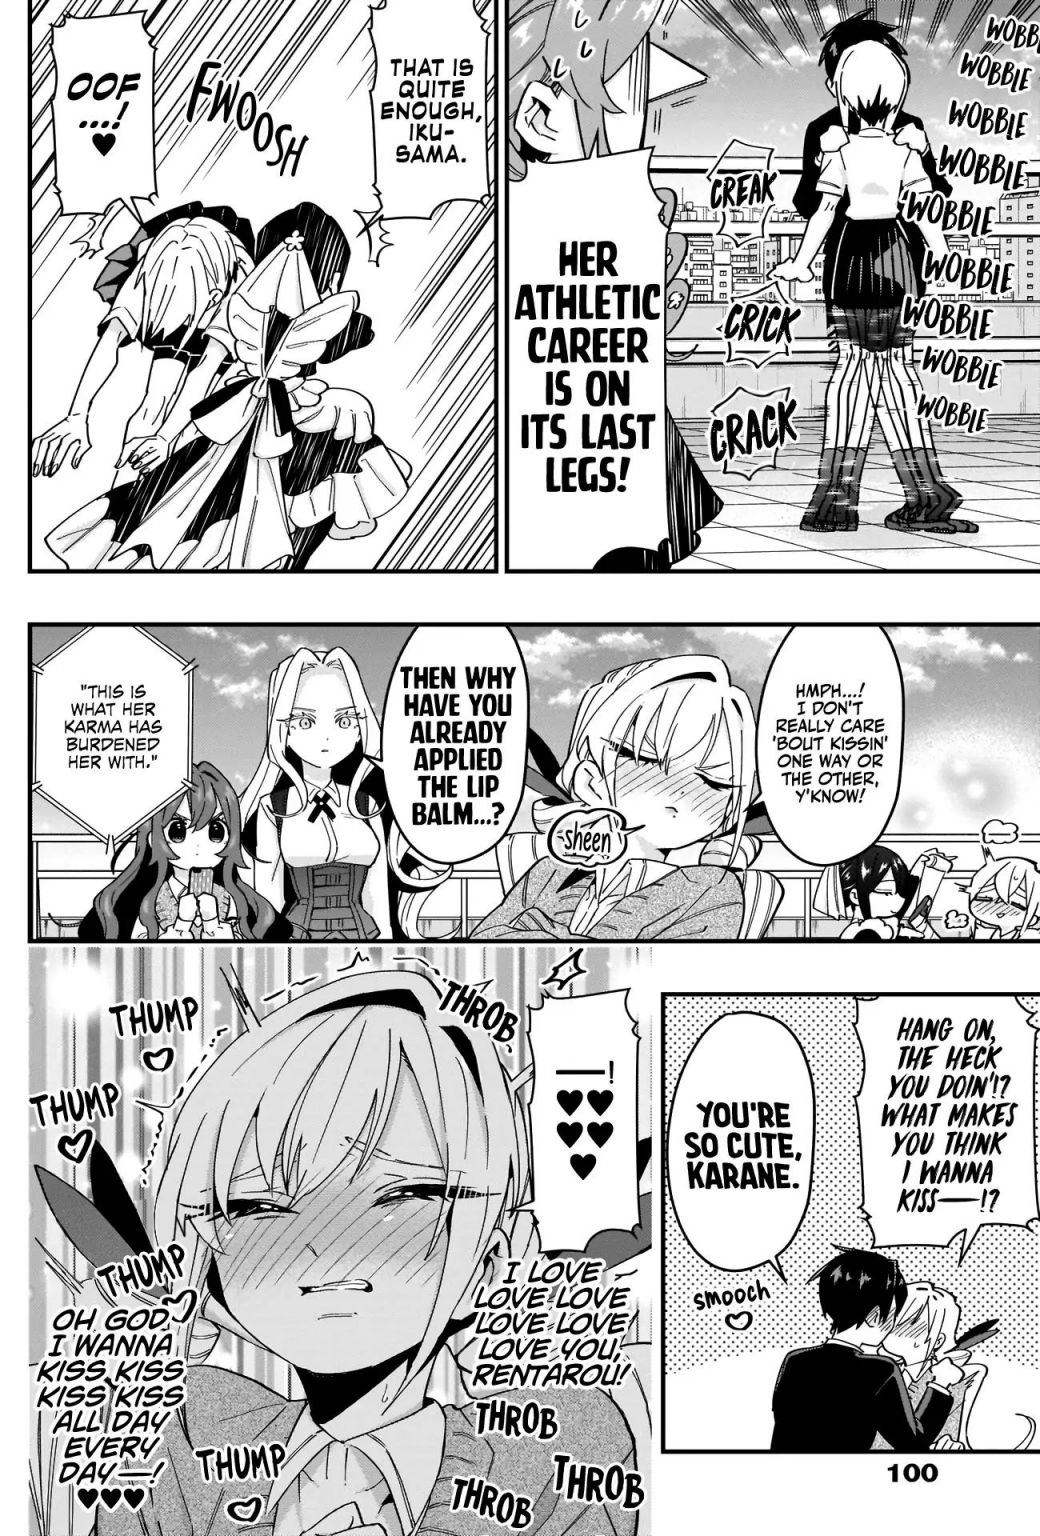 WOBBLE
WOBBLE
WOBBLE
WOBBLE
WOBBLE
WOBBLE
WOBBLE
WOBBLE
WOBBLE
CREAK
CRICK
CRACK
HER
ATHLETIC
CAREER
IS ON
ITS LAST
LEGS!
THAT IS
QUITE
ENOUGH,
IKU-
SAMA.
FWOOSH
OOF
...!
♥
HMPH...!
I DON'T
REALLY CARE
'BOUT KISSIN'
ONE WAY OR
THE OTHER,
Y'KNOW!
sheen
THEN WHY
HAVE YOU
ALREADY
APPLIED
THE LIP
BALM...?
"THIS IS
WHAT HER
KARMA HAS
BURDENED
HER WITH."
HANG ON,
THE HECK
YOU DOIN'!?
WHAT MAKES
YOU THINK
I WANNA
KISS—!?
YOU'RE
SO CUTE,
KARANE.
smooch
♡
—!
♥♥
♥♥
♥
THROB
THUMP
♡
THUMP
♡
THUMP
♡
I LOVE
LOVE LOVE
LOVE LOVE
LOVE YOU,
RENTAROU!
OH GOD.
I WANNA
KISS KISS
KISS KISS
ALL DAY
EVERY
DAY—!
♥♥♥
THROB
THUMP
♡
THROB
THROB
100